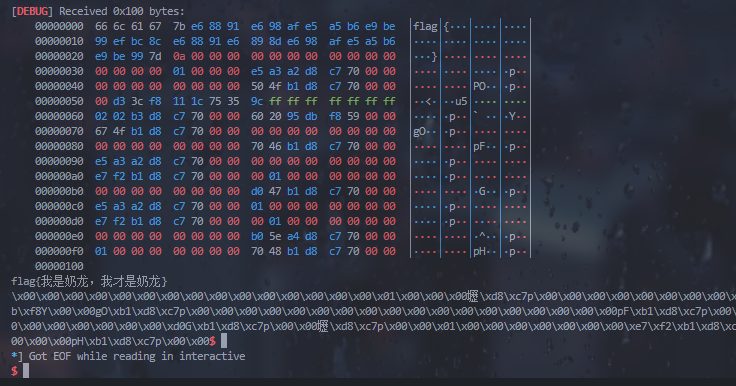 [DEBUG] Received 0x100 bytes:
00000000 66 6c 61 67 7b e6 88 91 e6 98 af e5 a5 b6 e9 be │flag│{···│····│····│
00000010 99 ef bc 8c e6 88 91 e6 89 8d e6 98 af e5 a5 b6 │····│····│····│····│
00000020 e9 be 99 7d 0a 00 00 00 00 00 00 00 00 00 00 00 │···}│····│····│····│
00000030 00 00 00 00 01 00 00 00 e5 a3 a2 d8 c7 70 00 00 │····│····│····│·p··│
00000040 00 00 00 00 00 00 00 00 50 4f b1 d8 c7 70 00 00 │····│····│PO··│·p··│
00000050 00 d3 3c f8 11 1c 75 35 9c ff ff ff ff ff ff ff │··<·│··u5│····│····│
00000060 02 02 b3 d8 c7 70 00 00 60 20 95 db f8 59 00 00 │····│·p··│` ··│·Y··│
00000070 67 4f b1 d8 c7 70 00 00 00 00 00 00 00 00 00 00 │gO··│·p··│····│····│
00000080 00 00 00 00 00 00 00 00 70 46 b1 d8 c7 70 00 00 │····│····│pF··│·p··│
00000090 e5 a3 a2 d8 c7 70 00 00 00 00 00 00 00 00 00 00 │····│·p··│····│····│
000000a0 e7 f2 b1 d8 c7 70 00 00 00 01 00 00 00 00 00 00 │····│·p··│····│····│
000000b0 00 00 00 00 00 00 00 00 d0 47 b1 d8 c7 70 00 00 │····│····│·G··│·p··│
000000c0 e5 a3 a2 d8 c7 70 00 00 01 00 00 00 00 00 00 00 │····│·p··│····│····│
000000d0 e7 f2 b1 d8 c7 70 00 00 00 01 00 00 00 00 00 00 │····│·p··│····│····│
000000e0 00 00 00 00 00 00 00 00 b0 5e a4 d8 c7 70 00 00 │····│····│·^··│·p··│
000000f0 01 00 00 00 00 00 00 00 70 48 b1 d8 c7 70 00 00 │····│····│pH··│·p··│
00000100
flag{我是奶龙，我才是奶龙}
\x00\x00\x00\x00\x00\x00\x00\x00\x00\x00\x00\x00\x00\x00\x00\x01\x00\x00\x00壢\xd8\xc7p\x00\x00\x00\x00\x00\x00\x00\x00\x
b\xf8Y\x00\x00gO\xb1\xd8\xc7p\x00\x00\x00\x00\x00\x00\x00\x00\x00\x00\x00\x00\x00\x00\x00\x00\x00\x00pF\xb1\xd8\xc7p\x0
0\x00\x00\x00\x00\x00\x00\xd0G\xb1\xd8\xc7p\x00\x00壢\xd8\xc7p\x00\x00\x01\x00\x00\x00\x00\x00\x00\x00\xe7\xf2\xb1\xd8\xc
00\x00\x00pH\xb1\xd8\xc7p\x00\x00$
*] Got EOF while reading in interactive
$